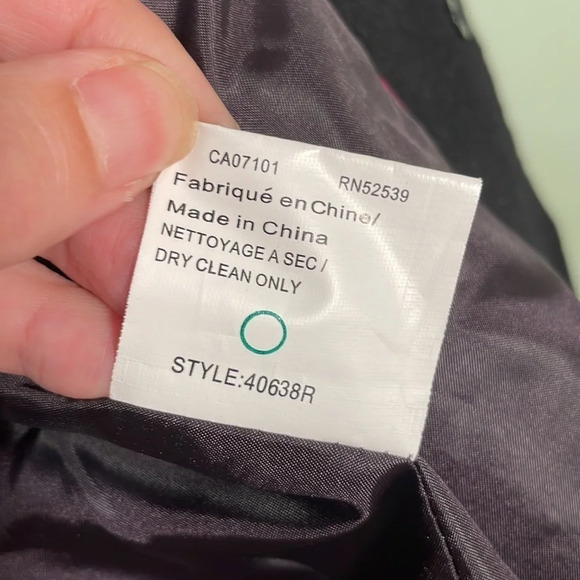 CA07101 RN52539
Fabriqué en Chine/
Made in China
NETTOYAGE A SEC /
DRY CLEAN ONLY
STYLE:40638R